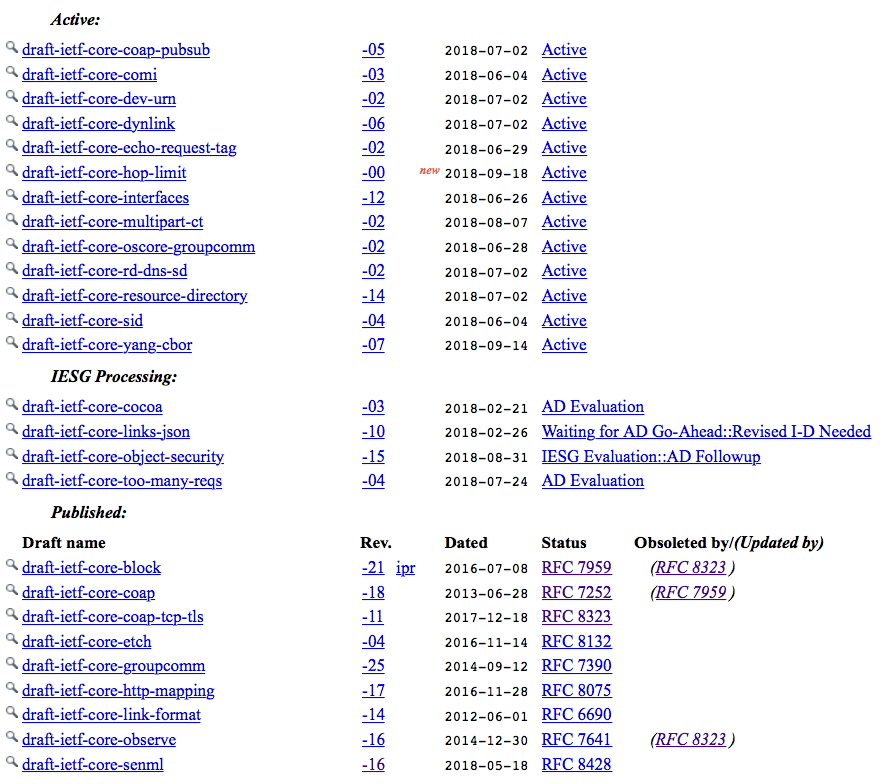 Active:
draft-ietf-core-coap-pubsub -05 2018-07-02 Active
draft-ietf-core-comi -03 2018-06-04 Active
draft-ietf-core-dev-urn -02 2018-07-02 Active
draft-ietf-core-dynlink -06 2018-07-02 Active
draft-ietf-core-echo-request-tag -02 2018-06-29 Active
draft-ietf-core-hop-limit -00 new 2018-09-18 Active
draft-ietf-core-interfaces -12 2018-06-26 Active
draft-ietf-core-multipart-ct -02 2018-08-07 Active
draft-ietf-core-oscore-groupcomm -02 2018-06-28 Active
draft-ietf-core-rd-dns-sd -02 2018-07-02 Active
draft-ietf-core-resource-directory -14 2018-07-02 Active
draft-ietf-core-sid -04 2018-06-04 Active
draft-ietf-core-yang-cbor -07 2018-09-14 Active
IESG Processing:
draft-ietf-core-cocoa -03 2018-02-21 AD Evaluation
draft-ietf-core-links-json -10 2018-02-26 Waiting for AD Go-Ahead::Revised I-D Needed
draft-ietf-core-object-security -15 2018-08-31 IESG Evaluation::AD Followup
draft-ietf-core-too-many-reqs -04 2018-07-24 AD Evaluation
Published:
Draft name Rev. Dated Status Obsoleted by/(Updated by)
draft-ietf-core-block -21 ipr 2016-07-08 RFC 7959 (RFC 8323 )
draft-ietf-core-coap -18 2013-06-28 RFC 7252 (RFC 7959 )
draft-ietf-core-coap-tcp-tls -11 2017-12-18 RFC 8323
draft-ietf-core-etch -04 2016-11-14 RFC 8132
draft-ietf-core-groupcomm -25 2014-09-12 RFC 7390
draft-ietf-core-http-mapping -17 2016-11-28 RFC 8075
draft-ietf-core-link-format -14 2012-06-01 RFC 6690
draft-ietf-core-observe -16 2014-12-30 RFC 7641 (RFC 8323 )
draft-ietf-core-senml -16 2018-05-18 RFC 8428